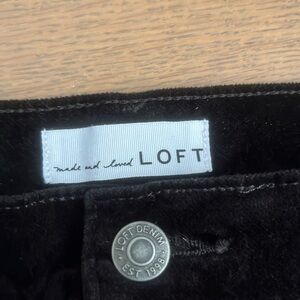 made and loved LOFT
LOFT DENIM
EST. 1998